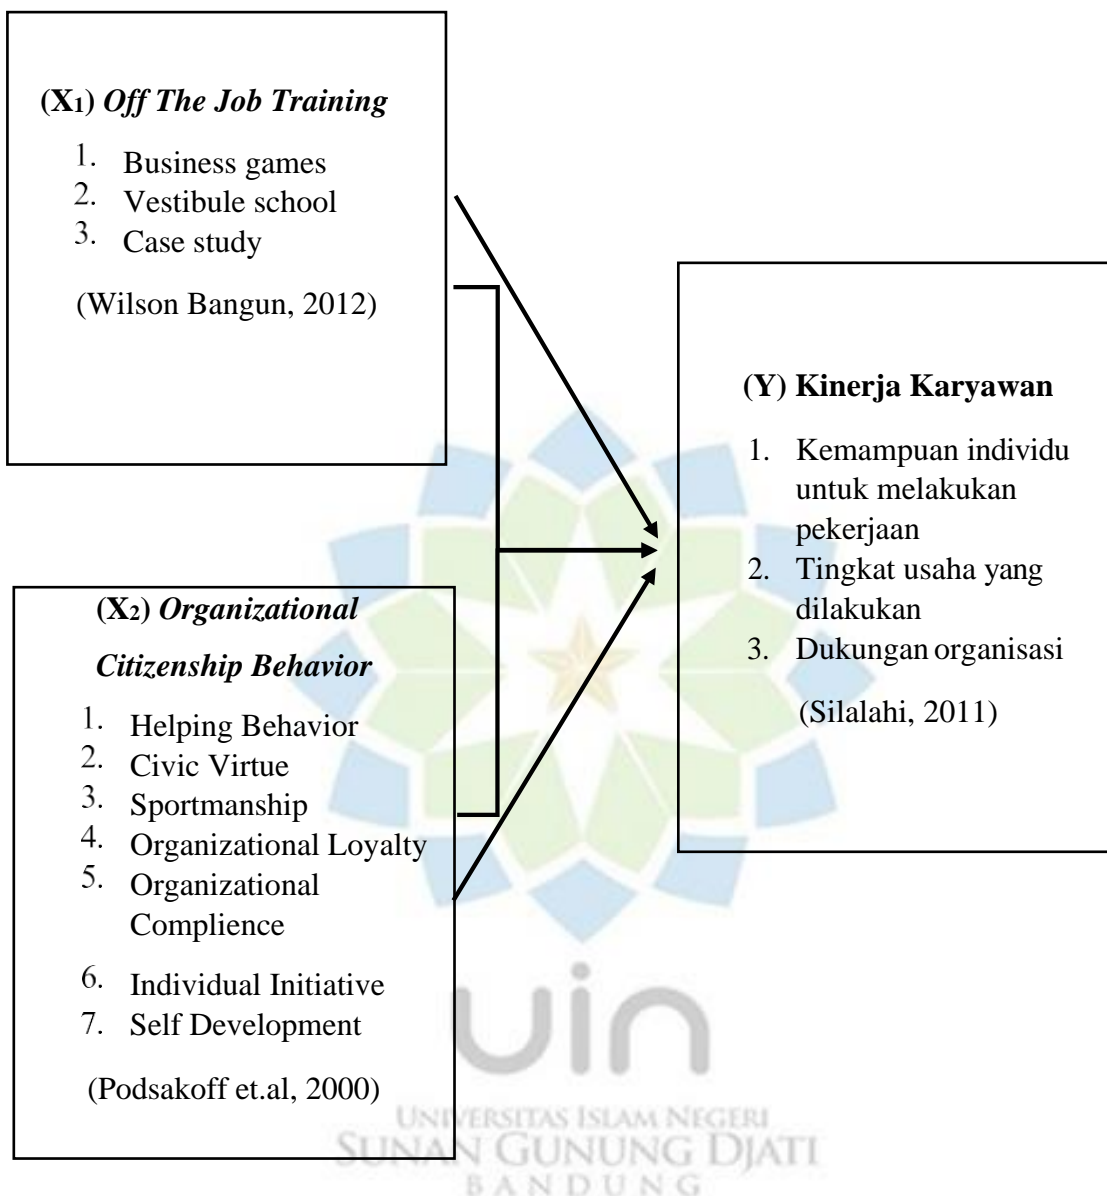 (X1) Off The Job Training
1. Business games
2. Vestibule school
3. Case study
(Wilson Bangun, 2012)
(X2) Organizational
Citizenship Behavior
1. Helping Behavior
2. Civic Virtue
3. Sportmanship
4. Organizational Loyalty
5. Organizational
Complience
6. Individual Initiative
7. Self Development
(Podsakoff et.al, 2000)
(Y) Kinerja Karyawan
1. Kemampuan individu
untuk melakukan
pekerjaan
2. Tingkat usaha yang
dilakukan
3. Dukungan organisasi
(Silalahi, 2011)
uin
UNIVERSITAS ISLAM NEGERI
SUNAN GUNUNG DJATI
BANDUNG